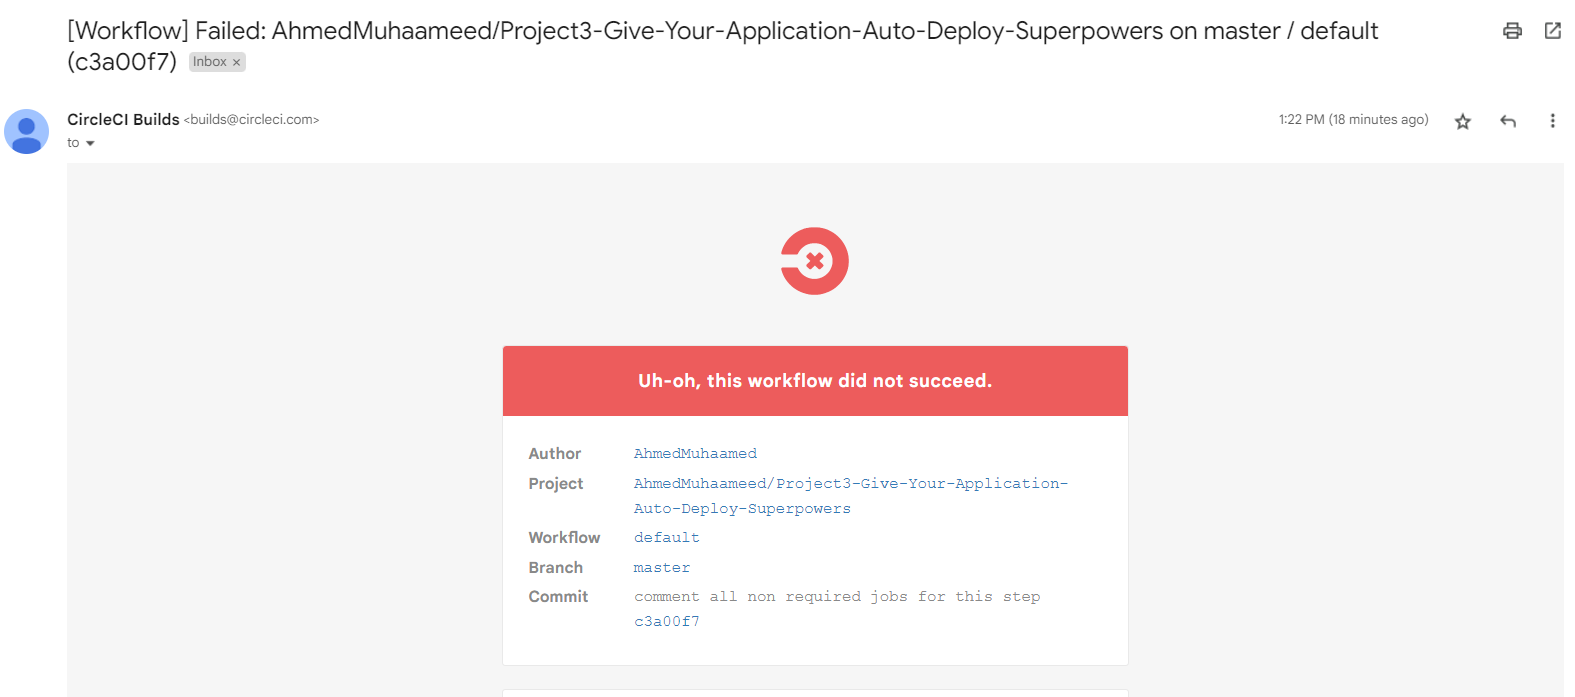 [Workflow] Failed: AhmedMuhaameed/Project3-Give-Your-Application-Auto-Deploy-Superpowers on master / default
(c3a00f7) Inbox ×
CircleCI Builds <builds@circleci.com> 1:22 PM (18 minutes ago)
to
Uh-oh, this workflow did not succeed.
Author AhmedMuhaamed
Project AhmedMuhaameed/Project3-Give-Your-Application-
Auto-Deploy-Superpowers
Workflow default
Branch master
Commit comment all non required jobs for this step
c3a00f7